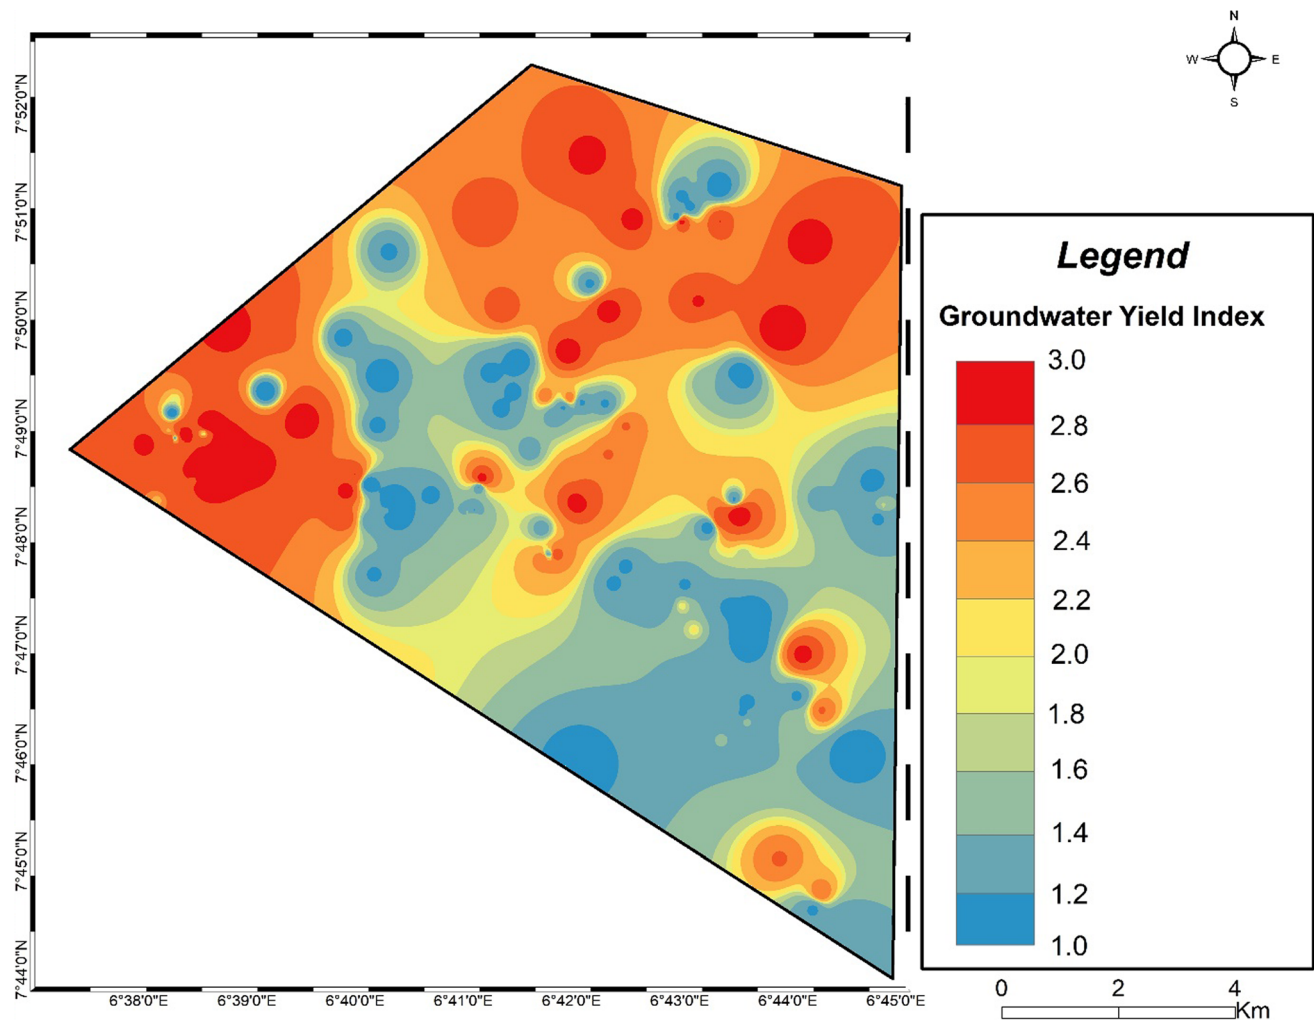 N
W E
S
7°52'0"N
7°51'0"N
7°50'0"N
7°49'0"N
7°48'0"N
7°47'0"N
7°46'0"N
7°45'0"N
7°44'0"N
6°38'0"E 6°39'0"E 6°40'0"E 6°41'0"E 6°42'0"E 6°43'0"E 6°44'0"E 6°45'0"E
Legend
Groundwater Yield Index
3.0
2.8
2.6
2.4
2.2
2.0
1.8
1.6
1.4
1.2
1.0
0 2 4
Km